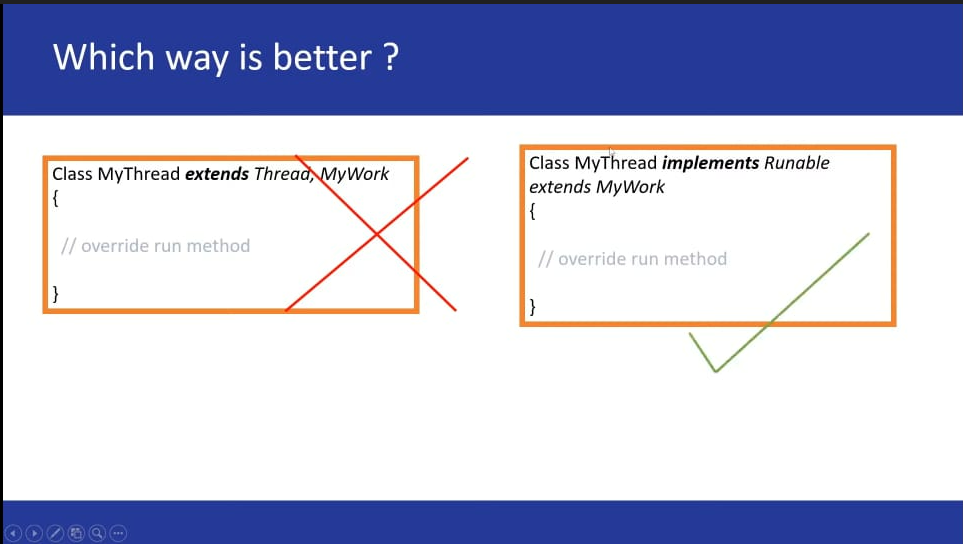 Which way is better ?
Class MyThread extends Thread, MyWork
{
// override run method
}
Class MyThread implements Runable
extends MyWork
{
// override run method
}